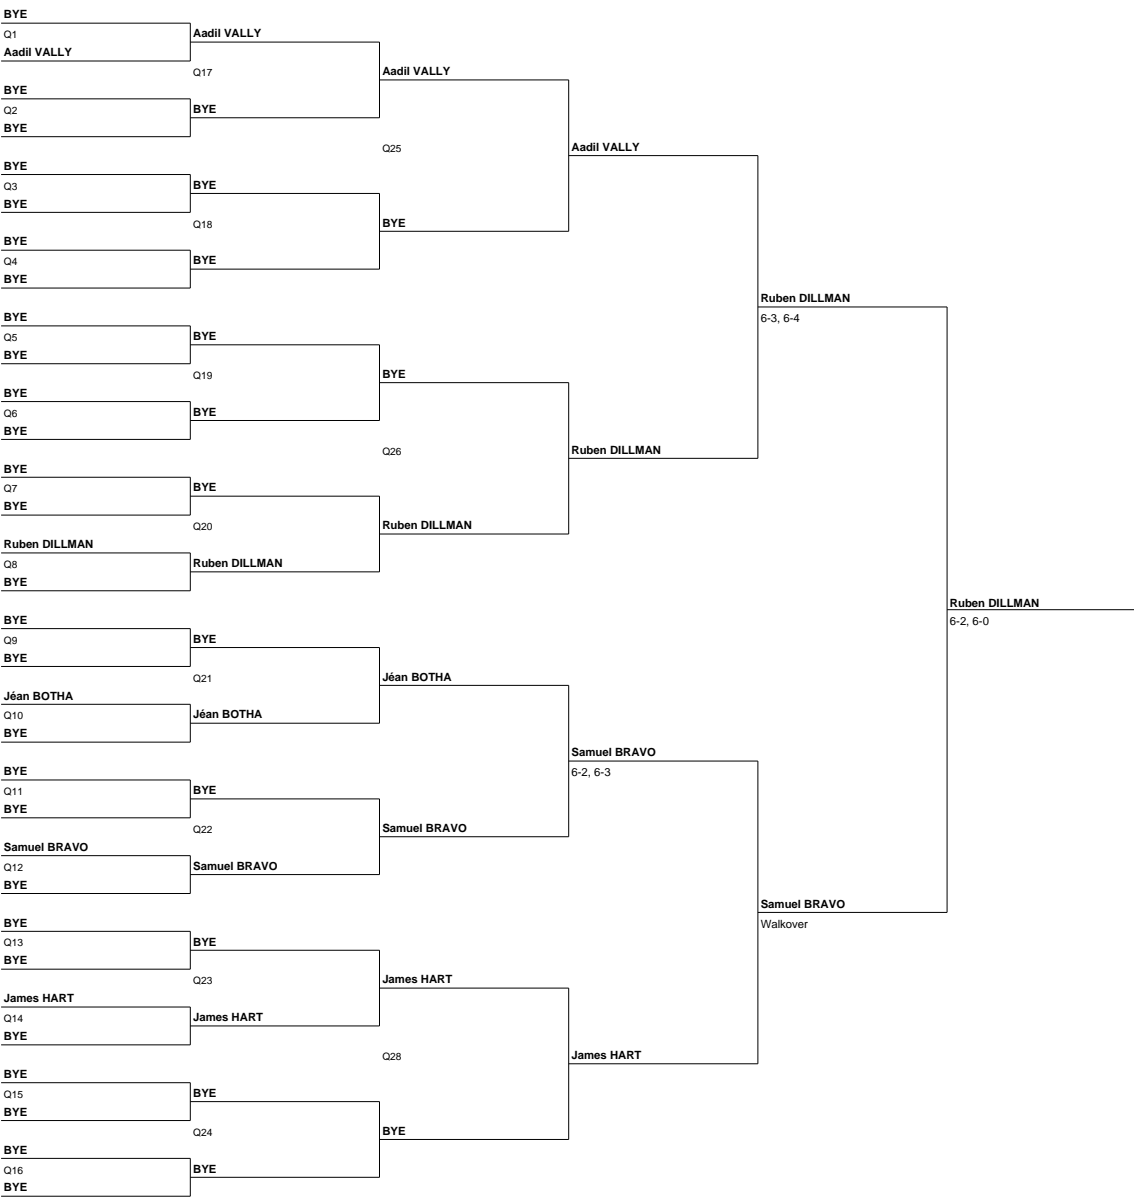 BYE
Q1
Aadil VALLY
BYE
Q2
BYE
BYE
Q3
BYE
BYE
Q4
BYE
BYE
Q5
BYE
BYE
Q6
BYE
BYE
Q7
BYE
Ruben DILLMAN
Q8
BYE
BYE
Q9
BYE
Jéan BOTHA
Q10
BYE
BYE
Q11
BYE
Samuel BRAVO
Q12
BYE
BYE
Q13
BYE
James HART
Q14
BYE
BYE
Q15
BYE
BYE
Q16
BYE
Aadil VALLY
Q17
BYE
BYE
Q18
BYE
BYE
Q19
BYE
BYE
Q20
Ruben DILLMAN
BYE
Q21
Jéan BOTHA
BYE
Q22
Samuel BRAVO
BYE
Q23
James HART
BYE
Q24
BYE
Aadil VALLY
Q25
BYE
BYE
Q26
Ruben DILLMAN
Jéan BOTHA
Samuel BRAVO
James HART
Q28
BYE
Aadil VALLY
Ruben DILLMAN
Samuel BRAVO
6-2, 6-3
James HART
Ruben DILLMAN
6-3, 6-4
Samuel BRAVO
Walkover
Ruben DILLMAN
6-2, 6-0